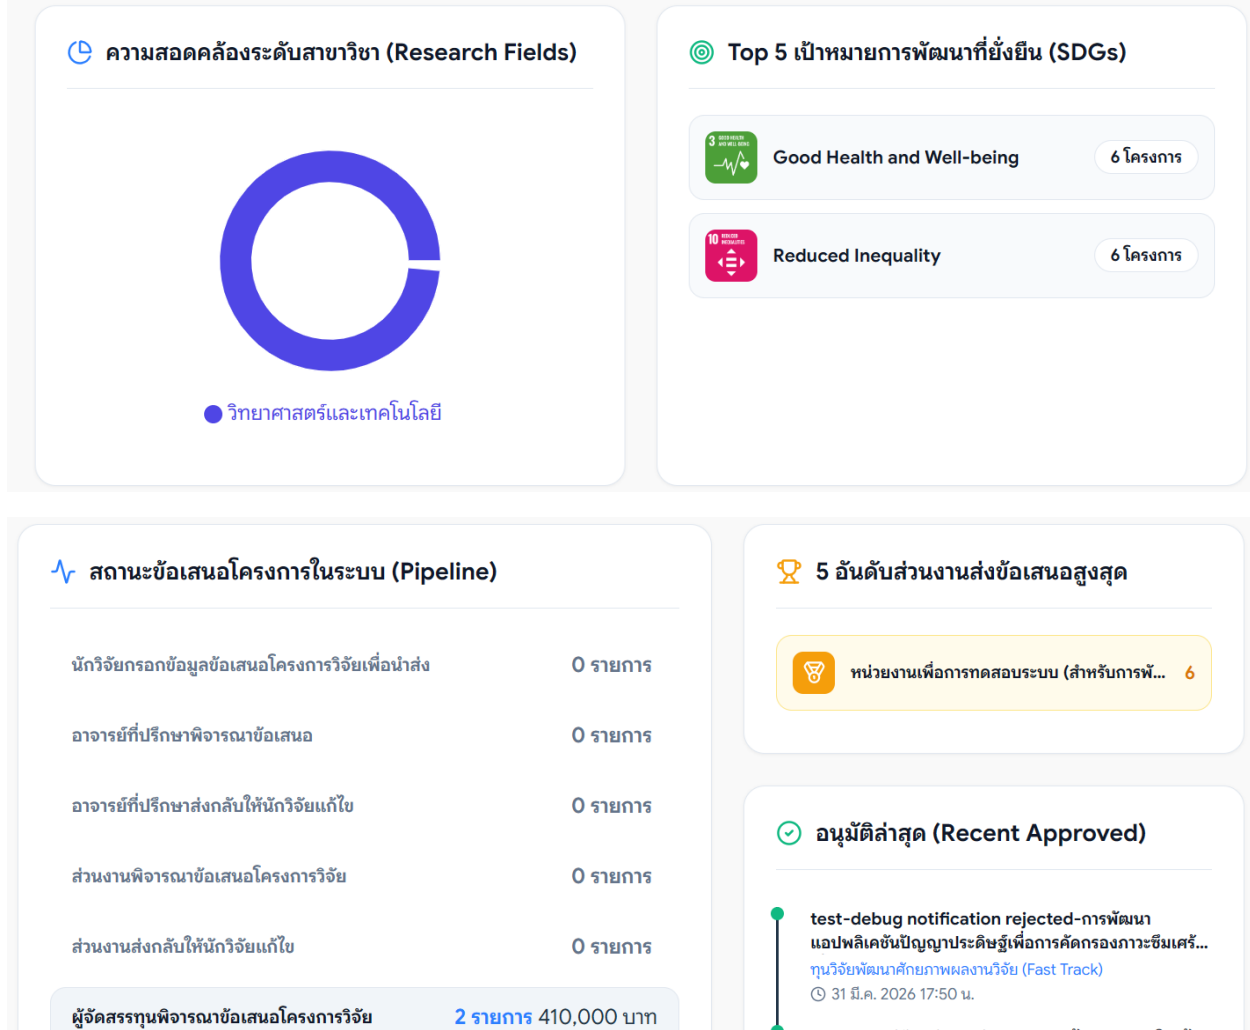 ความสอดคล้องระดับสาขาวิชา (Research Fields)
วิทยาศาสตร์และเทคโนโลยี
Top 5 เป้าหมายการพัฒนาที่ยั่งยืน (SDGs)
3 GOOD HEALTH AND WELL-BEING
Good Health and Well-being
6 โครงการ
10 REDUCED INEQUALITIES
Reduced Inequality
6 โครงการ
สถานะข้อเสนอโครงการในระบบ (Pipeline)
นักวิจัยกรอกข้อมูลข้อเสนอโครงการวิจัยเพื่อนำส่ง 0 รายการ
อาจารย์ที่ปรึกษาพิจารณาข้อเสนอ 0 รายการ
อาจารย์ที่ปรึกษาส่งกลับให้นักวิจัยแก้ไข 0 รายการ
ส่วนงานพิจารณาข้อเสนอโครงการวิจัย 0 รายการ
ส่วนงานส่งกลับให้นักวิจัยแก้ไข 0 รายการ
ผู้จัดสรรทุนพิจารณาข้อเสนอโครงการวิจัย 2 รายการ 410,000 บาท
5 อันดับส่วนงานส่งข้อเสนอสูงสุด
หน่วยงานเพื่อการทดสอบระบบ (สำหรับการพั... 6
อนุมัติล่าสุด (Recent Approved)
test-debug notification rejected-การพัฒนา
แอปพลิเคชันปัญญาประดิษฐ์เพื่อการคัดกรองภาวะซึมเศร้...
ทุนวิจัยพัฒนาศักยภาพผลงานวิจัย (Fast Track)
31 มี.ค. 2026 17:50 น.